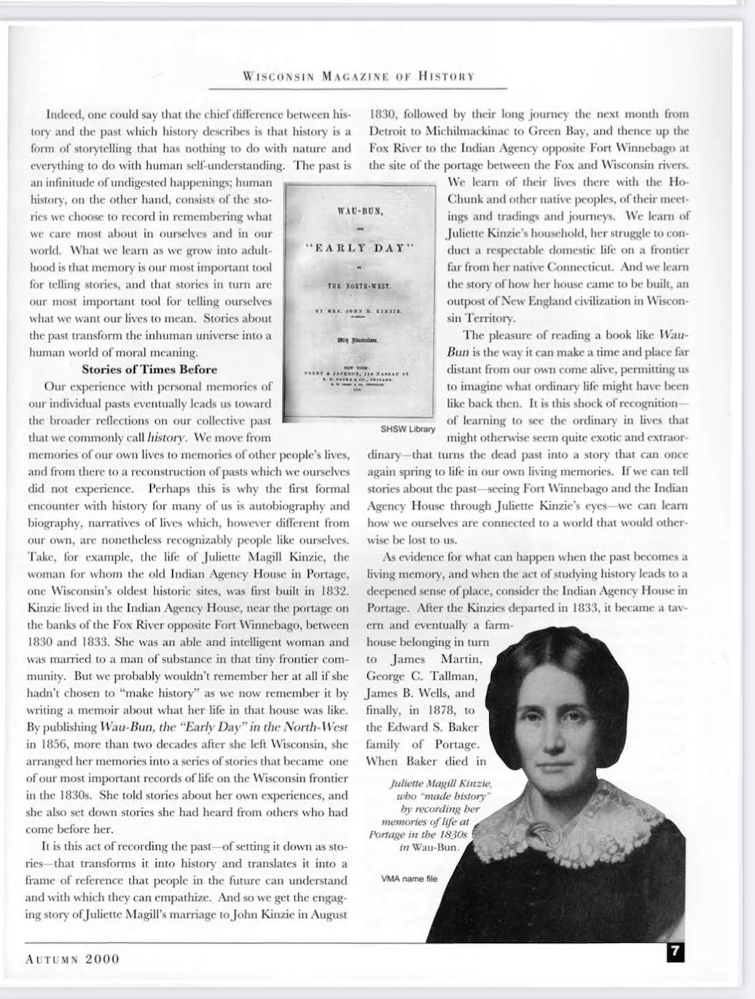 WISCONSIN MAGAZINE OF HISTORY
Indeed, one could say that the chief difference between his-
tory and the past which history describes is that history is a
form of storytelling that has nothing to do with nature and
everything to do with human self-understanding. The past is
an infinitude of undigested happenings; human
history, on the other hand, consists of the sto-
ries we choose to record in remembering what
we care most about in ourselves and in our
world. What we learn as we grow into adult-
hood is that memory is our most important tool
for telling stories, and that stories in turn are
our most important tool for telling ourselves
what we want our lives to mean. Stories about
the past transform the inhuman universe into a
human world of moral meaning.
Stories of Times Before
Our experience with personal memories of
our individual pasts eventually leads us toward
the broader reflections on our collective past
that we commonly call history. We move from
memories of our own lives to memories of other people's lives,
and from there to a reconstruction of pasts which we ourselves
did not experience. Perhaps this is why the first formal
encounter with history for many of us is autobiography and
biography, narratives of lives which, however different from
our own, are nonetheless recognizably people like ourselves.
Take, for example, the life of Juliette Magill Kinzie, the
woman for whom the old Indian Agency House in Portage,
one Wisconsin's oldest historic sites, was first built in 1832.
Kinzie lived in the Indian Agency House, near the portage on
the banks of the Fox River opposite Fort Winnebago, between
1830 and 1833. She was an able and intelligent woman and
was married to a man of substance in that tiny frontier com-
munity. But we probably wouldn't remember her at all if she
hadn't chosen to "make history" as we now remember it by
writing a memoir about what her life in that house was like.
By publishing Wau-Bun, the "Early Day" in the North-West
in 1856, more than two decades after she left Wisconsin, she
arranged her memories into a series of stories that became one
of our most important records of life on the Wisconsin frontier
in the 1830s. She told stories about her own experiences, and
she also set down stories she had heard from others who had
come before her.
It is this act of recording the past—of setting it down as sto-
ries—that transforms it into history and translates it into a
frame of reference that people in the future can understand
and with which they can empathize. And so we get the engag-
ing story of Juliette Magill's marriage to John Kinzie in August
WAU-BUN,
"EARLY DAY"
THE NORTH-WEST.
BY MRS. JOHN H. KINZIE,
With Illustrations.
NEW YORK:
DERBY & JACKSON, 119 NASSAU ST
D. B. COOKE & CO., CHICAGO.
SHSW Library
1830, followed by their long journey the next month from
Detroit to Michilmackinac to Green Bay, and thence up the
Fox River to the Indian Agency opposite Fort Winnebago at
the site of the portage between the Fox and Wisconsin rivers.
We learn of their lives there with the Ho-
Chunk and other native peoples, of their meet-
ings and tradings and journeys. We learn of
Juliette Kinzie's household, her struggle to con-
duct a respectable domestic life on a frontier
far from her native Connecticut. And we learn
the story of how her house came to be built, an
outpost of New England civilization in Wiscon-
sin Territory.
The pleasure of reading a book like Wau-
Bun is the way it can make a time and place far
distant from our own come alive, permitting us
to imagine what ordinary life might have been
like back then. It is this shock of recognition—
of learning to see the ordinary in lives that
might otherwise seem quite exotic and extraor-
dinary—that turns the dead past into a story that can once
again spring to life in our own living memories. If we can tell
stories about the past—seeing Fort Winnebago and the Indian
Agency House through Juliette Kinzie's eyes—we can learn
how we ourselves are connected to a world that would other-
wise be lost to us.
As evidence for what can happen when the past becomes a
living memory, and when the act of studying history leads to a
deepened sense of place, consider the Indian Agency House in
Portage. After the Kinzies departed in 1833, it became a tav-
ern and eventually a farm-
house belonging in turn
to James Martin,
George C. Tallman,
James B. Wells, and
finally, in 1878, to
the Edward S. Baker
family of Portage.
When Baker died in
Juliette Magill Kinzie,
who "made history"
by recording her
memories of life at
Portage in the 1830s
in Wau-Bun.
VMA name file
AUTUMN 2000
7